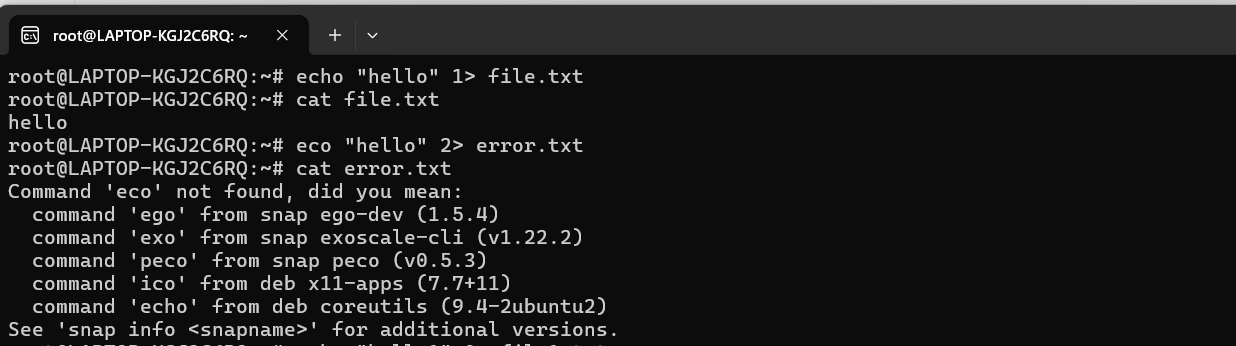 root@LAPTOP-KGJ2C6RQ: ~
root@LAPTOP-KGJ2C6RQ:~# echo "hello" 1> file.txt
root@LAPTOP-KGJ2C6RQ:~# cat file.txt
hello
root@LAPTOP-KGJ2C6RQ:~# eco "hello" 2> error.txt
root@LAPTOP-KGJ2C6RQ:~# cat error.txt
Command 'eco' not found, did you mean:
  command 'ego' from snap ego-dev (1.5.4)
  command 'exo' from snap exoscale-cli (v1.22.2)
  command 'peco' from snap peco (v0.5.3)
  command 'ico' from deb x11-apps (7.7+11)
  command 'echo' from deb coreutils (9.4-2ubuntu2)
See 'snap info <snapname>' for additional versions.